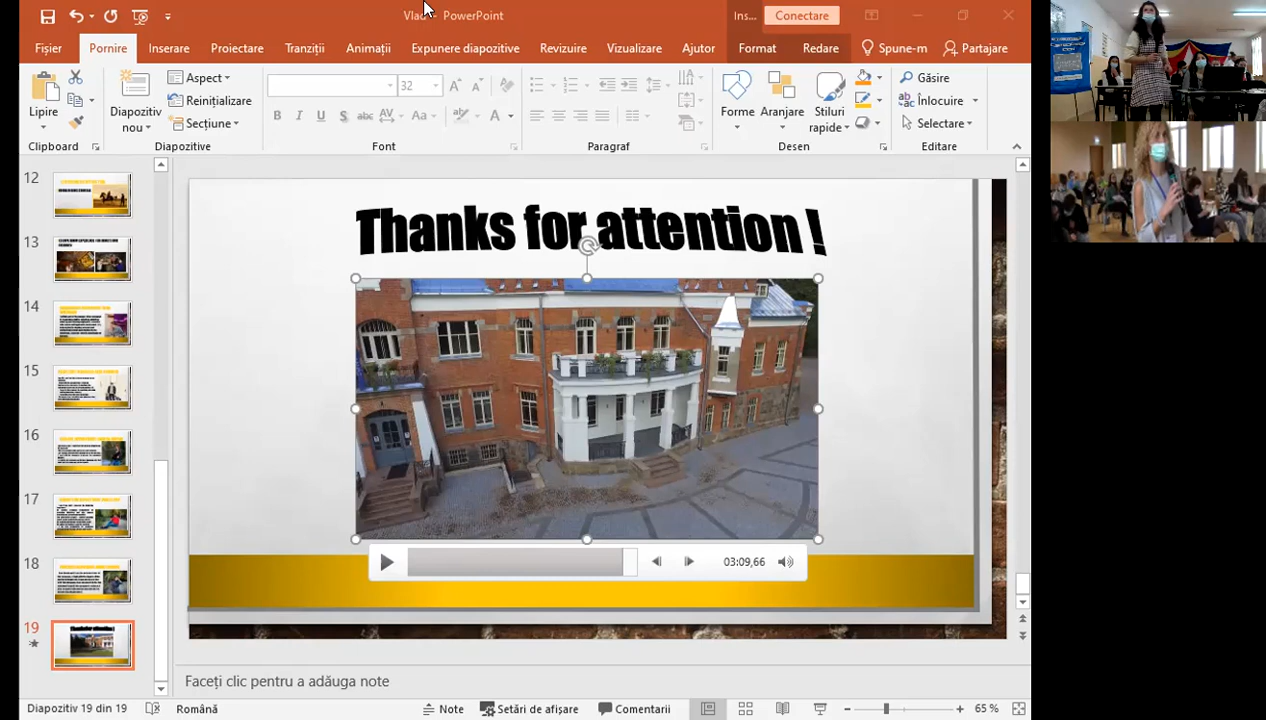 Vlad - PowerPoint
Ins...
Conectare
Fișier
Pornire
Inserare
Proiectare
Tranziții
Animații
Expunere diapozitive
Revizuire
Vizualizare
Ajutor
Format
Redare
Spune-m
Partajare
Lipire
Diapozitiv nou
Aspect
Reinițializare
Secțiune
32
Forme
Aranjare
Stiluri rapide
Găsire
Înlocuire
Selectare
Clipboard
Diapozitive
Font
Paragraf
Desen
Editare
12
13
14
15
16
17
18
19
Thanks for attention !
03:09,66
Faceți clic pentru a adăuga note
Diapozitiv 19 din 19
Română
Note
Setări de afișare
Comentarii
65 %